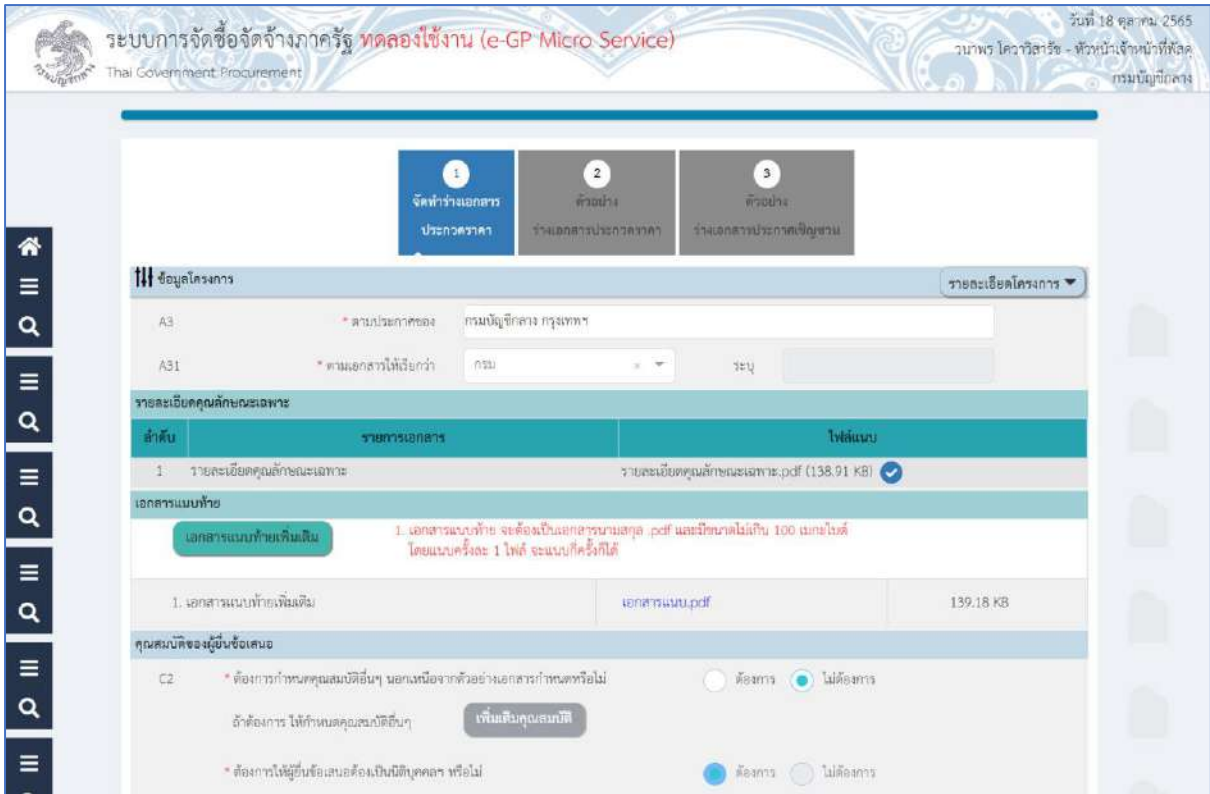 วันที่ 18 ตุลาคม 2565
ระบบการจัดซื้อจัดจ้างภาครัฐ ทดลองใช้งาน (e-GP Micro Service)
วนาพร โควาวิสารัช - หัวหน้าเจ้าหน้าที่พัสดุ
Thai Government Procurement
กรมบัญชีกลาง
1 2 3
จัดทำร่างเอกสาร ตัวอย่าง ตัวอย่าง
ประกวดราคา ร่างเอกสารประกวดราคา ร่างเอกสารประกาศเชิญชวน
ข้อมูลโครงการ รายละเอียดโครงการ
A3 * ตามประกาศของ กรมบัญชีกลาง กรุงเทพฯ
A31 * ตามเอกสารให้เรียกว่า กรม × ระบุ
รายละเอียดคุณลักษณะเฉพาะ
ลำดับ รายการเอกสาร ไฟล์แนบ
1 รายละเอียดคุณลักษณะเฉพาะ รายละเอียดคุณลักษณะเฉพาะ.pdf (138.91 KB)
เอกสารแนบท้าย
เอกสารแนบท้ายเพิ่มเติม 1. เอกสารแนบท้าย จะต้องเป็นเอกสารนามสกุล .pdf และมีขนาดไม่เกิน 100 เมกะไบต์
โดยแนบครั้งละ 1 ไฟล์ จะแนบกี่ครั้งก็ได้
1. เอกสารแนบท้ายเพิ่มเติม เอกสารแนบ.pdf 139.18 KB
คุณสมบัติของผู้ยื่นข้อเสนอ
C2 * ต้องการกำหนดคุณสมบัติอื่นๆ นอกเหนือจากตัวอย่างเอกสารกำหนดหรือไม่ ต้องการ ไม่ต้องการ
ถ้าต้องการ ให้กำหนดคุณสมบัติอื่นๆ เพิ่มเติมคุณสมบัติ
* ต้องการให้ผู้ยื่นข้อเสนอต้องเป็นนิติบุคคลฯ หรือไม่ ต้องการ ไม่ต้องการ